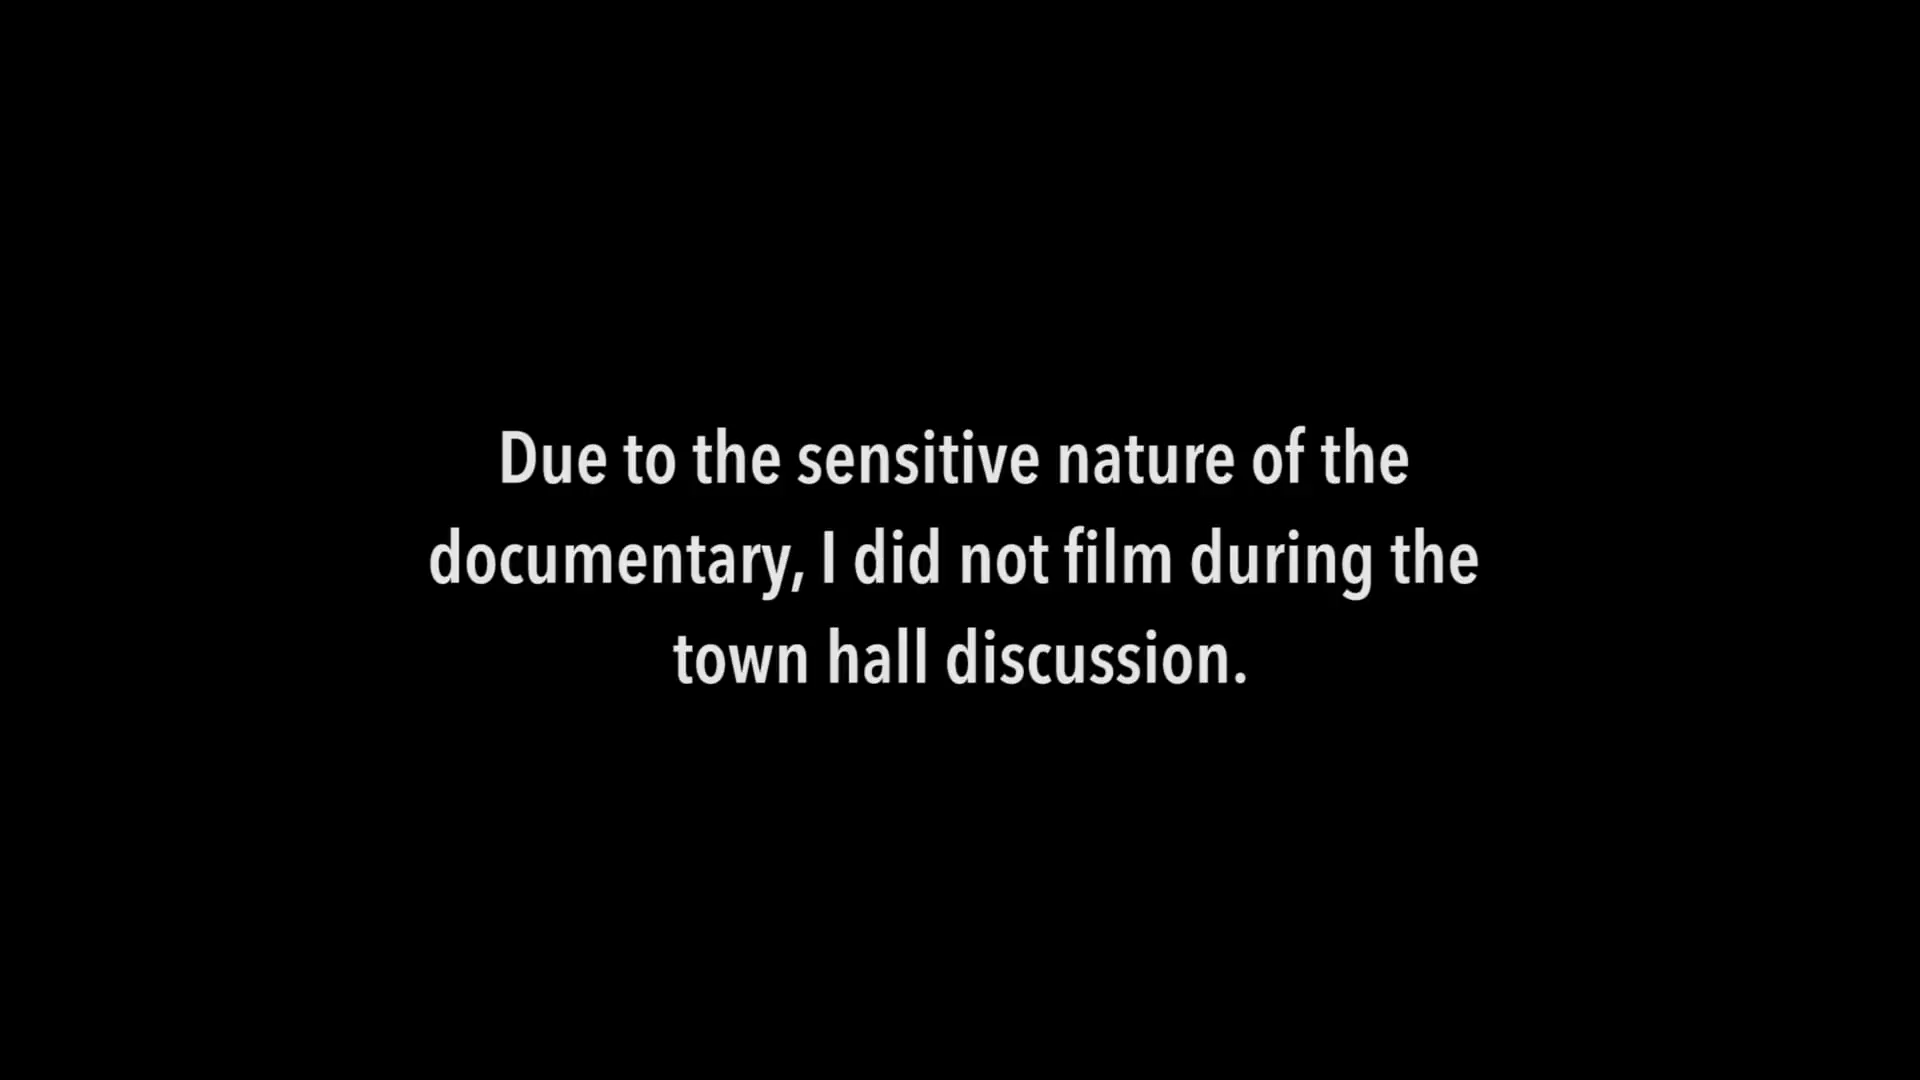 Due to the sensitive nature of the
documentary, I did not film during the
town hall discussion.